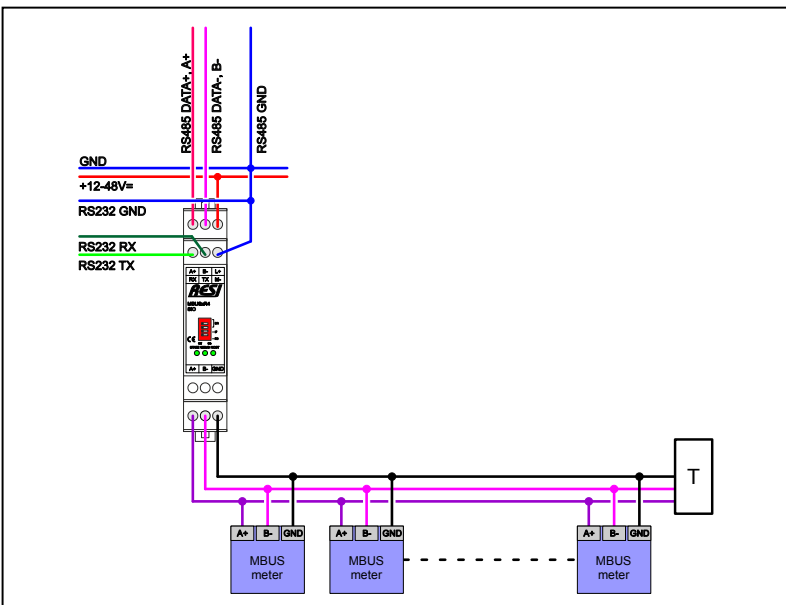 RS485 DATA+, A+
RS485 DATA-, B-
RS485 GND
GND
+12-48V=
RS232 GND
RS232 RX
RS232 TX
A+ B- L+
RX TX M-
RESI
A+ B- GND
T
A+ B- GND
MBUS
meter
A+ B- GND
MBUS
meter
A+ B- GND
MBUS
meter